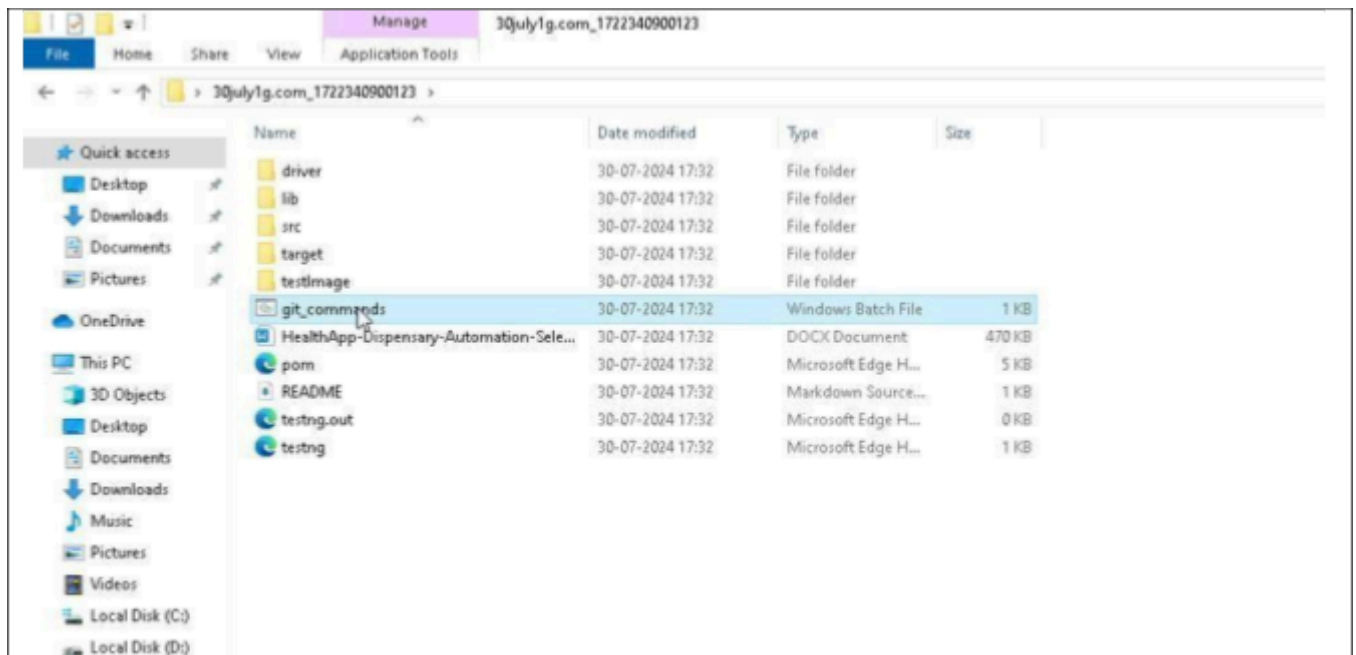 Manage 30july1g.com_1722340900123
File Home Share View Application Tools
30july1g.com_1722340900123
Name Date modified Type Size
Quick access
Desktop
Downloads
Documents
Pictures
OneDrive
This PC
3D Objects
Desktop
Documents
Downloads
Music
Pictures
Videos
Local Disk (C:)
Local Disk (D:)
driver 30-07-2024 17:32 File folder
lib 30-07-2024 17:32 File folder
src 30-07-2024 17:32 File folder
target 30-07-2024 17:32 File folder
testImage 30-07-2024 17:32 File folder
git_commands 30-07-2024 17:32 Windows Batch File 1 KB
HealthApp-Dispensary-Automation-Sele... 30-07-2024 17:32 DOCX Document 470 KB
pom 30-07-2024 17:32 Microsoft Edge H... 5 KB
README 30-07-2024 17:32 Markdown Source... 1 KB
testng.out 30-07-2024 17:32 Microsoft Edge H... 0 KB
testng 30-07-2024 17:32 Microsoft Edge H... 1 KB